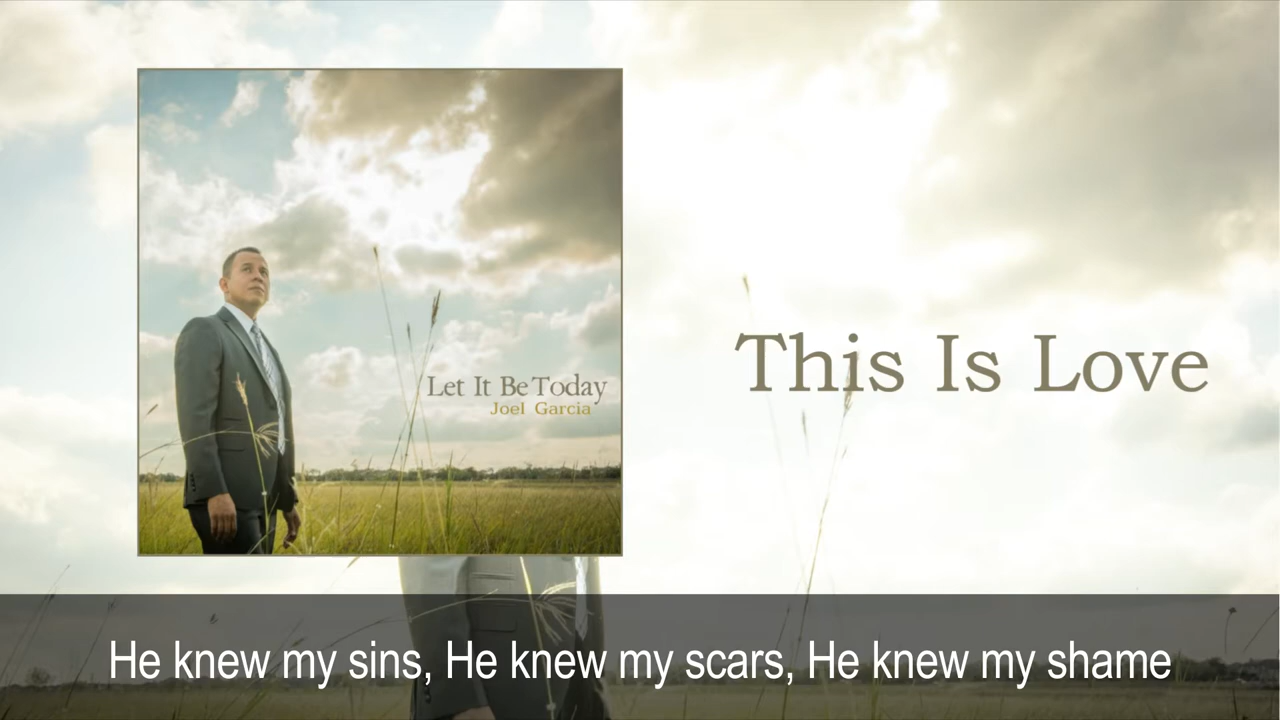 Let It Be Today
Joel Garcia
This Is Love
He knew my sins, He knew my scars, He knew my shame